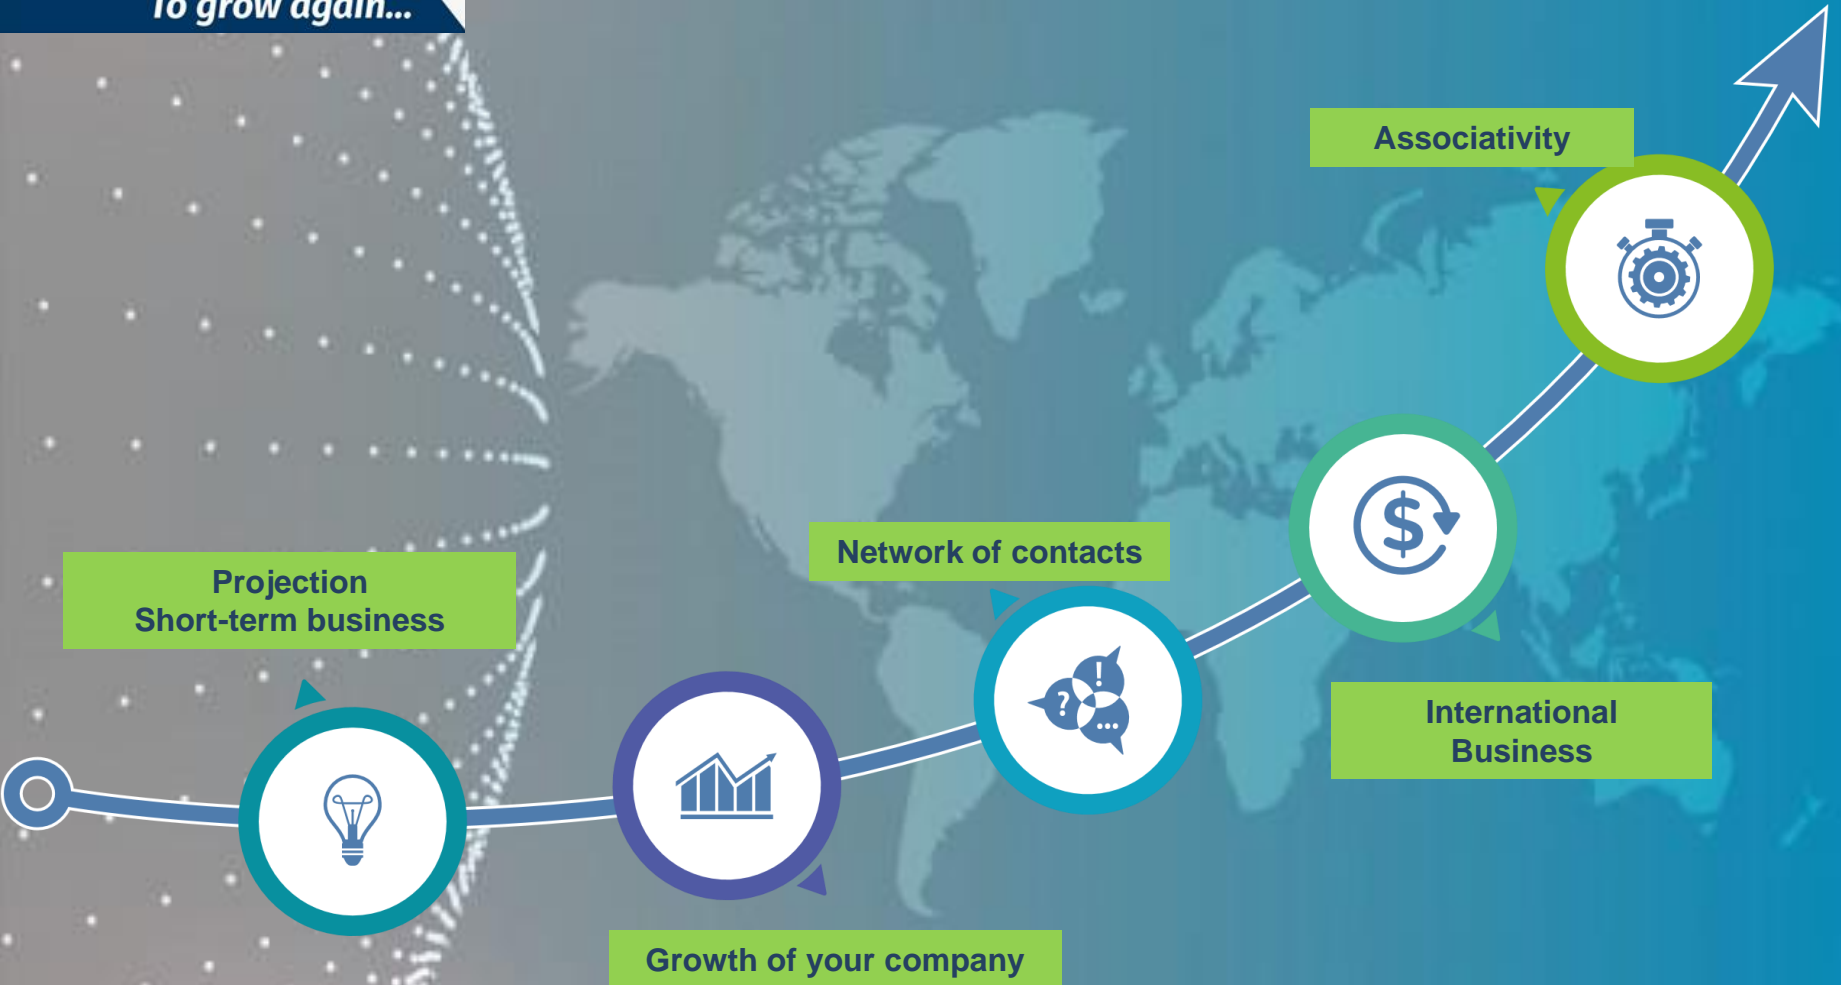 To grow again...
Projection
Short-term business
Growth of your company
Network of contacts
International
Business
Associativity
$
?
!
...